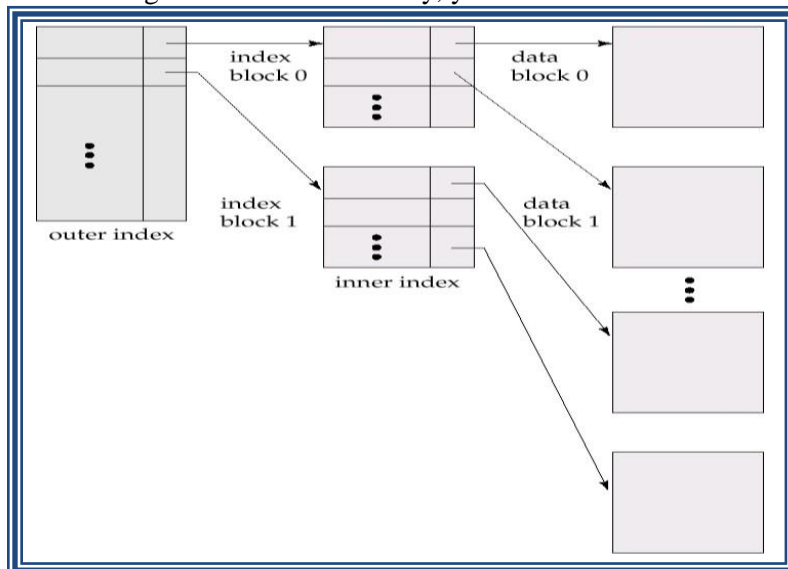 index
block 0
data
block 0
index
block 1
data
block 1
outer index
inner index